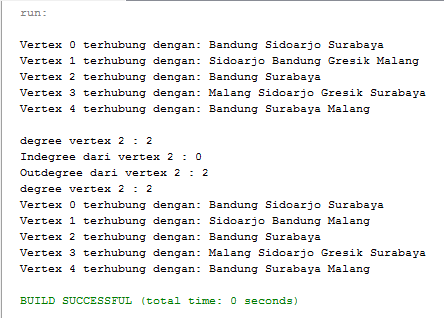 run:
Vertex 0 terhubung dengan: Bandung Sidoarjo Surabaya
Vertex 1 terhubung dengan: Sidoarjo Bandung Gresik Malang
Vertex 2 terhubung dengan: Bandung Surabaya
Vertex 3 terhubung dengan: Malang Sidoarjo Gresik Surabaya
Vertex 4 terhubung dengan: Bandung Surabaya Malang
degree vertex 2 : 2
Indegree dari vertex 2 : 0
Outdegree dari vertex 2 : 2
degree vertex 2 : 2
Vertex 0 terhubung dengan: Bandung Sidoarjo Surabaya
Vertex 1 terhubung dengan: Sidoarjo Bandung Malang
Vertex 2 terhubung dengan: Bandung Surabaya
Vertex 3 terhubung dengan: Malang Sidoarjo Gresik Surabaya
Vertex 4 terhubung dengan: Bandung Surabaya Malang
BUILD SUCCESSFUL (total time: 0 seconds)